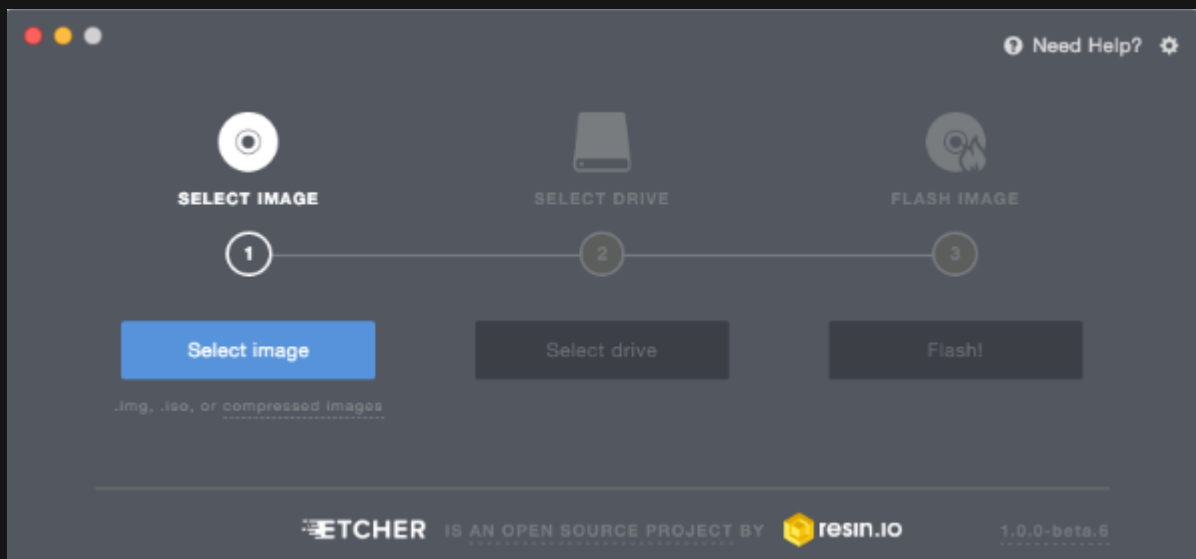 Need Help?
SELECT IMAGE SELECT DRIVE FLASH IMAGE
1 2 3
Select image Select drive Flash!
.img, .iso, or compressed images
ETCHER IS AN OPEN SOURCE PROJECT BY resin.io 1.0.0-beta.6